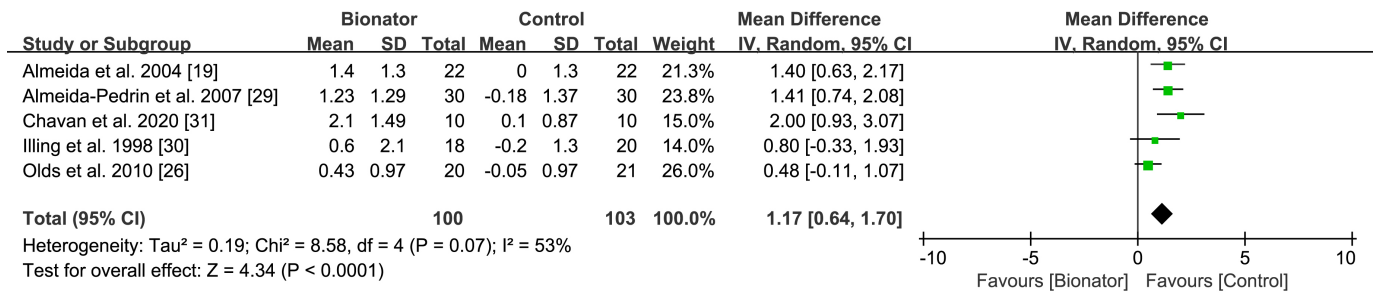 Bionator Control Mean Difference Mean Difference
Study or Subgroup Mean SD Total Mean SD Total Weight IV, Random, 95% CI IV, Random, 95% CI
Almeida et al. 2004 [19] 1.4 1.3 22 0 1.3 22 21.3% 1.40 [0.63, 2.17]
Almeida-Pedrin et al. 2007 [29] 1.23 1.29 30 -0.18 1.37 30 23.8% 1.41 [0.74, 2.08]
Chavan et al. 2020 [31] 2.1 1.49 10 0.1 0.87 10 15.0% 2.00 [0.93, 3.07]
Illing et al. 1998 [30] 0.6 2.1 18 -0.2 1.3 20 14.0% 0.80 [-0.33, 1.93]
Olds et al. 2010 [26] 0.43 0.97 20 -0.05 0.97 21 26.0% 0.48 [-0.11, 1.07]
Total (95% CI) 100 103 100.0% 1.17 [0.64, 1.70]
Heterogeneity: Tau² = 0.19; Chi² = 8.58, df = 4 (P = 0.07); I² = 53%
Test for overall effect: Z = 4.34 (P < 0.0001)
-10 -5 0 5 10
Favours [Bionator] Favours [Control]